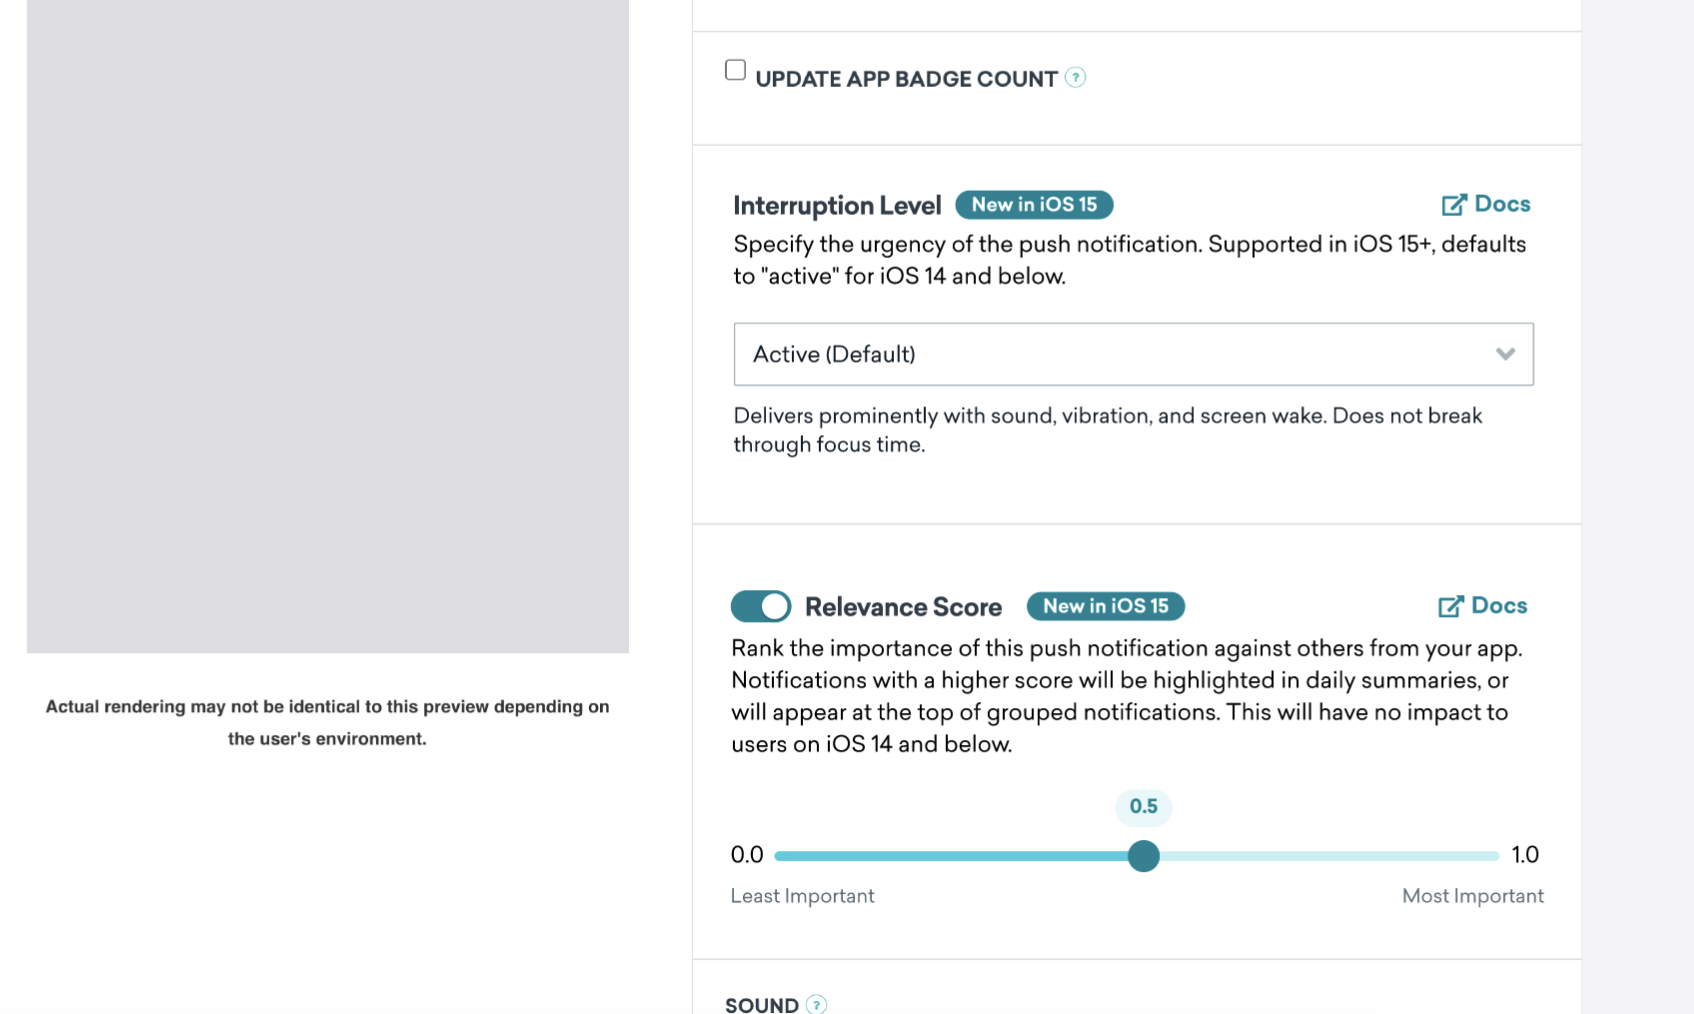 UPDATE APP BADGE COUNT ?
Interruption Level New in iOS 15 Docs
Specify the urgency of the push notification. Supported in iOS 15+, defaults
to "active" for iOS 14 and below.
Active (Default)
Delivers prominently with sound, vibration, and screen wake. Does not break
through focus time.
Relevance Score New in iOS 15 Docs
Rank the importance of this push notification against others from your app.
Notifications with a higher score will be highlighted in daily summaries, or
will appear at the top of grouped notifications. This will have no impact to
users on iOS 14 and below.
Actual rendering may not be identical to this preview depending on
the user's environment.
0.5
0.0 1.0
Least Important Most Important
SOUND ?